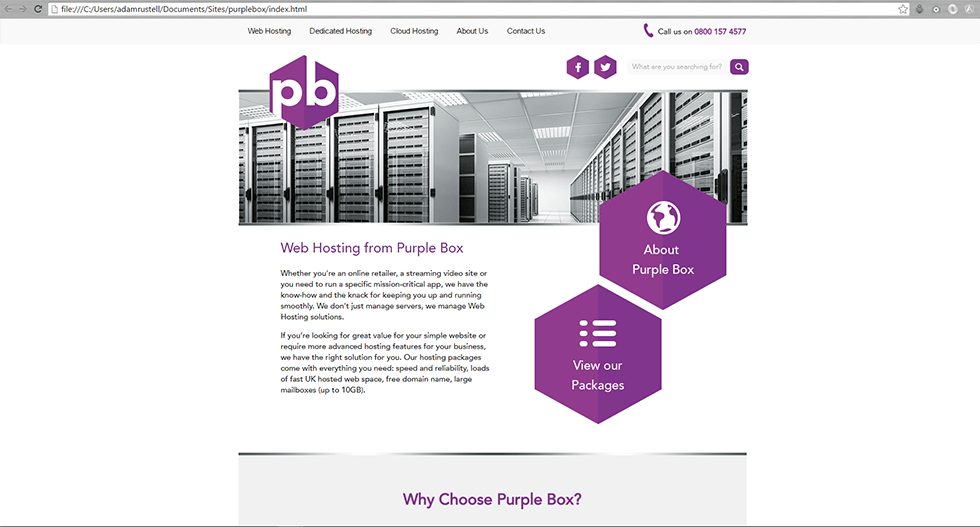 file:///C:/Users/adamrustell/Documents/Sites/purplebox/index.html
Web Hosting
Dedicated Hosting
Cloud Hosting
About Us
Contact Us
Call us on 0800 157 4577
pb
What are you searching for?
About
Purple Box
Web Hosting from Purple Box
Whether you're an online retailer, a streaming video site or
you need to run a specific mission-critical app, we have the
know-how and the knack for keeping you up and running
smoothly. We don't just manage servers, we manage Web
Hosting solutions.
If you're looking for great value for your simple website or
require more advanced hosting features for your business,
we have the right solution for you. Our hosting packages
come with everything you need: speed and reliability, loads
of fast UK hosted web space, free domain name, large
mailboxes (up to 10GB).
View our
Packages
Why Choose Purple Box?